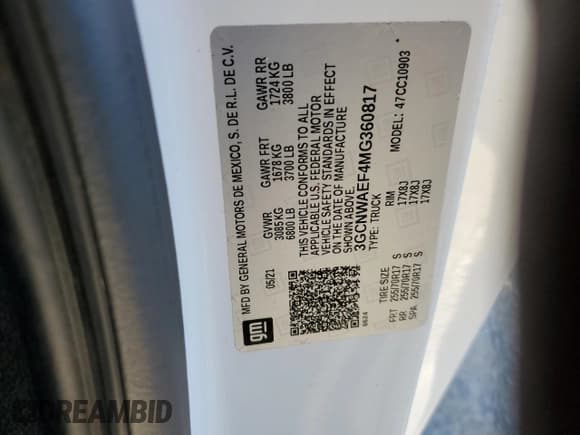 MFD BY GENERAL MOTORS DE MEXICO, S. DE R.L. DE C.V.
05/21
GVWR
3085 KG
6800 LB
GAWR FRT
1678 KG
3700 LB
GAWR RR
1724 KG
3800 LB
THIS VEHICLE CONFORMS TO ALL
APPLICABLE U.S. FEDERAL MOTOR
VEHICLE SAFETY STANDARDS IN EFFECT
ON THE DATE OF MANUFACTURE
SHOWN ABOVE.
3GCNWAEF4MG360817
TYPE: TRUCK
MODEL: 47CC10903 *
TIRE SIZE RIM
FRT 255/70R17 S 17X8J
RR 255/70R17 S 17X8J
SPA 255/70R17 S 17X8J
gm
DREAMBID